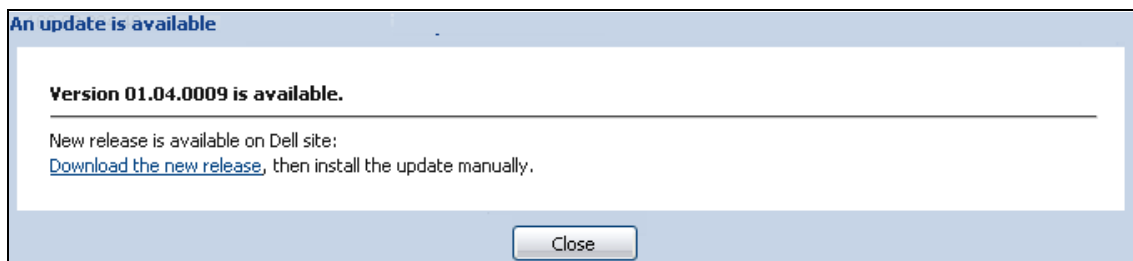 An update is available
Version 01.04.0009 is available.
New release is available on Dell site:
Download the new release, then install the update manually.
Close